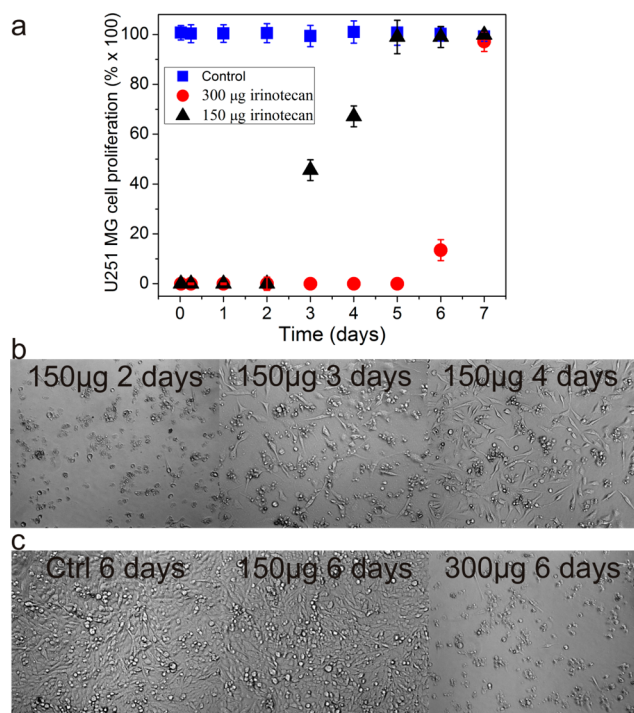 a
U251 MG cell proliferation (% x 100)
100
80
60
40
20
0
Control
300 µg irinotecan
150 µg irinotecan
0 1 2 3 4 5 6 7
Time (days)
b
150µg 2 days 150µg 3 days 150µg 4 days
c
Ctrl 6 days 150µg 6 days 300µg 6 days